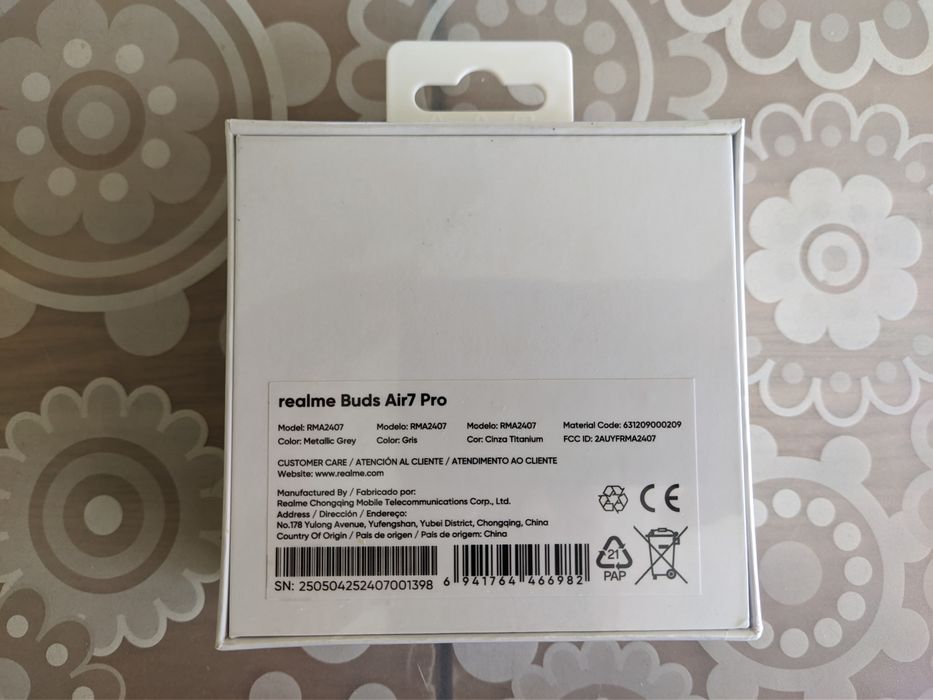 realme Buds Air7 Pro
Model: RMA2407 Modelo: RMA2407 Modelo: RMA2407 Material Code: 631209000209
Color: Metallic Grey Color: Gris Cor: Cinza Titanium FCC ID: 2AUYFRMA2407
CUSTOMER CARE / ATENCIÓN AL CLIENTE / ATENDIMENTO AO CLIENTE
Website: www.realme.com
Manufactured By / Fabricado por:
Realme Chongqing Mobile Telecommunications Corp., Ltd.
Address / Dirección / Endereço:
No.178 Yulong Avenue, Yufengshan, Yubei District, Chongqing, China
Country Of Origin / País de origen / País de origem: China
CE
SN: 250504252407001398
6 941764 466982
21
PAP